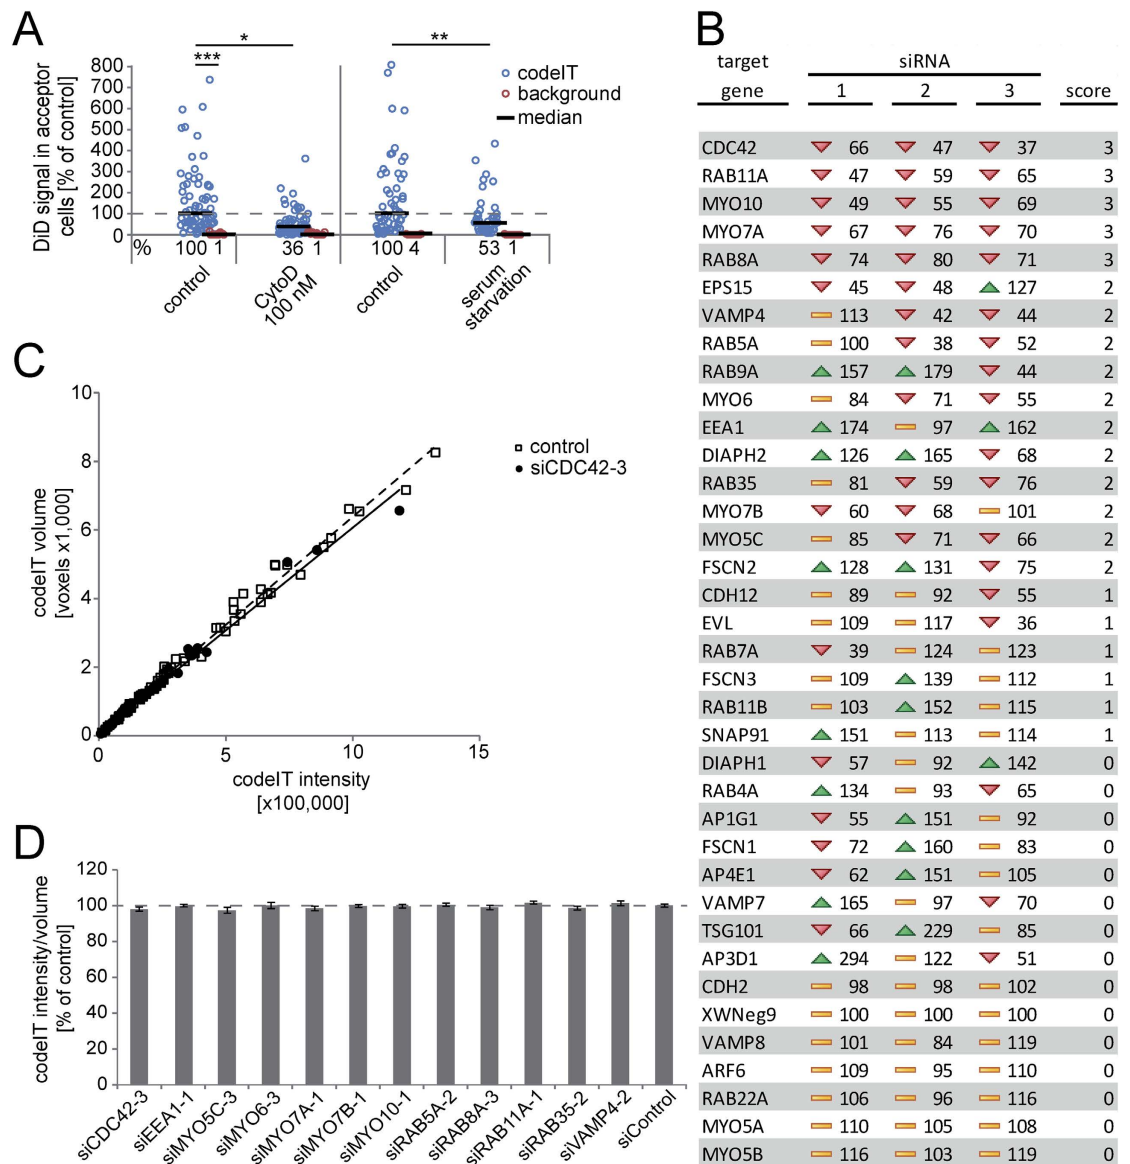 A
DiD signal in acceptor
cells [% of control]
800
700
600
500
400
300
200
100
0
*
***
**
codeIT
background
median
% 100 1 36 1 100 4 53 1
control
CytoD
100 nM
control
serum
starvation
B
target siRNA
gene 1 2 3 score
CDC42 66 47 37 3
RAB11A 47 59 65 3
MYO10 49 55 69 3
MYO7A 67 76 70 3
RAB8A 74 80 71 3
EPS15 45 48 127 2
VAMP4 113 42 44 2
RAB5A 100 38 52 2
RAB9A 157 179 44 2
MYO6 84 71 55 2
EEA1 174 97 162 2
DIAPH2 126 165 68 2
RAB35 81 59 76 2
MYO7B 60 68 101 2
MYO5C 85 71 66 2
FSCN2 128 131 75 2
CDH12 89 92 55 1
EVL 109 117 36 1
RAB7A 39 124 123 1
FSCN3 109 139 112 1
RAB11B 103 152 115 1
SNAP91 151 113 114 1
DIAPH1 57 92 142 0
RAB4A 134 93 65 0
AP1G1 55 151 92 0
FSCN1 72 160 83 0
AP4E1 62 151 105 0
VAMP7 165 97 70 0
TSG101 66 229 85 0
AP3D1 294 122 51 0
CDH2 98 98 102 0
XWNeg9 100 100 100 0
VAMP8 101 84 119 0
ARF6 109 95 110 0
RAB22A 106 96 116 0
MYO5A 110 105 108 0
MYO5B 116 103 119 0
C
codeIT volume
[voxels x1,000]
10
8
6
4
2
0
0 5 10 15
codeIT intensity
[x100,000]
control
siCDC42-3
D
codeIT intensity/volume
[% of control]
120
100
80
60
40
20
0
siCDC42-3
siEEA1-1
siMYO5C-3
siMYO6-3
siMYO7A-1
siMYO7B-1
siMYO10-1
siRAB5A-2
siRAB8A-3
siRAB11A-1
siRAB35-2
siVAMP4-2
siControl